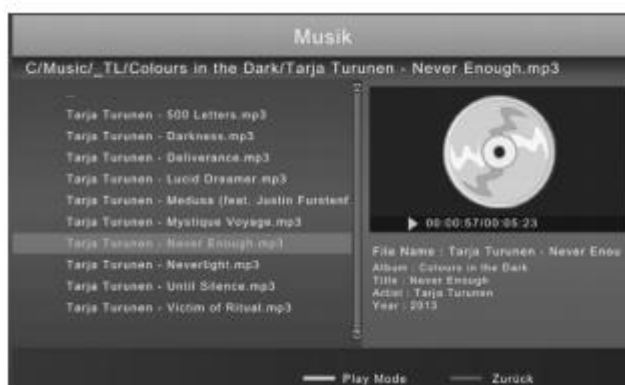 Musik
C/Music/_TL/Colours in the Dark/Tarja Turunen - Never Enough.mp3
..
Tarja Turunen - 500 Letters.mp3
Tarja Turunen - Darkness.mp3
Tarja Turunen - Deliverance.mp3
Tarja Turunen - Lucid Dreamer.mp3
Tarja Turunen - Medusa (feat. Justin Furstenf
Tarja Turunen - Mystique Voyage.mp3
Tarja Turunen - Never Enough.mp3
Tarja Turunen - Neverlight.mp3
Tarja Turunen - Until Silence.mp3
Tarja Turunen - Victim of Ritual.mp3
00:00:57/00:05:23
File Name : Tarja Turunen - Never Enou
Album : Colours in the Dark
Title : Never Enough
Artist : Tarja Turunen
Year : 2013
Play Mode
Zurück